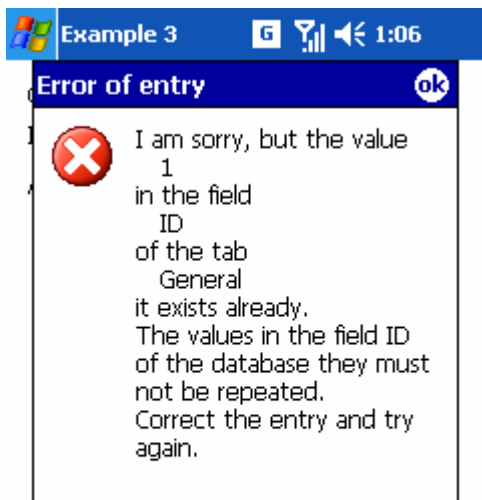 Example 3 G 1:06
Error of entry ok
I am sorry, but the value
1
in the field
ID
of the tab
General
it exists already.
The values in the field ID
of the database they must
not be repeated.
Correct the entry and try
again.